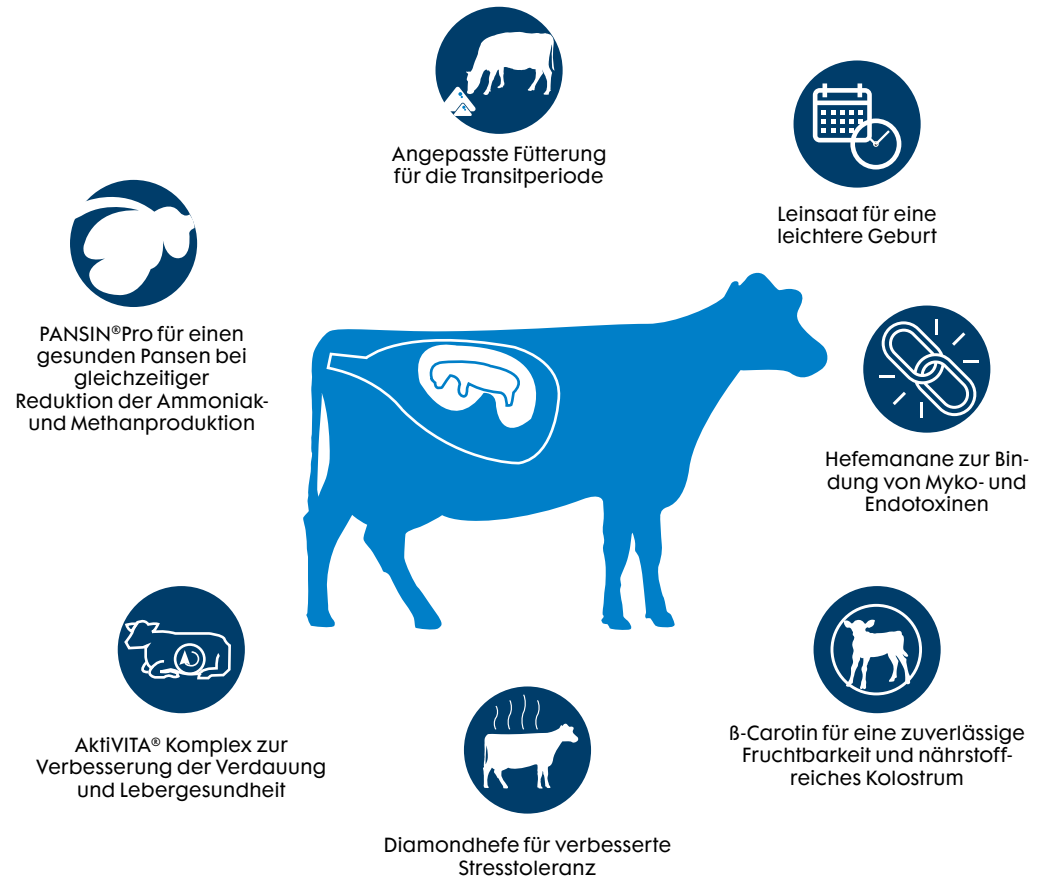 Angepasste Fütterung
für die Transitperiode
Leinsaat für eine
leichtere Geburt
PANSIN®Pro für einen
gesunden Pansen bei
gleichzeitiger
Reduktion der Ammoniak-
und Methanproduktion
Hefemanane zur Bin-
dung von Myko- und
Endotoxinen
AktiVITA® Komplex zur
Verbesserung der Verdauung
und Lebergesundheit
ß-Carotin für eine zuverlässige
Fruchtbarkeit und nährstoff-
reiches Kolostrum
Diamondhefe für verbesserte
Stresstoleranz